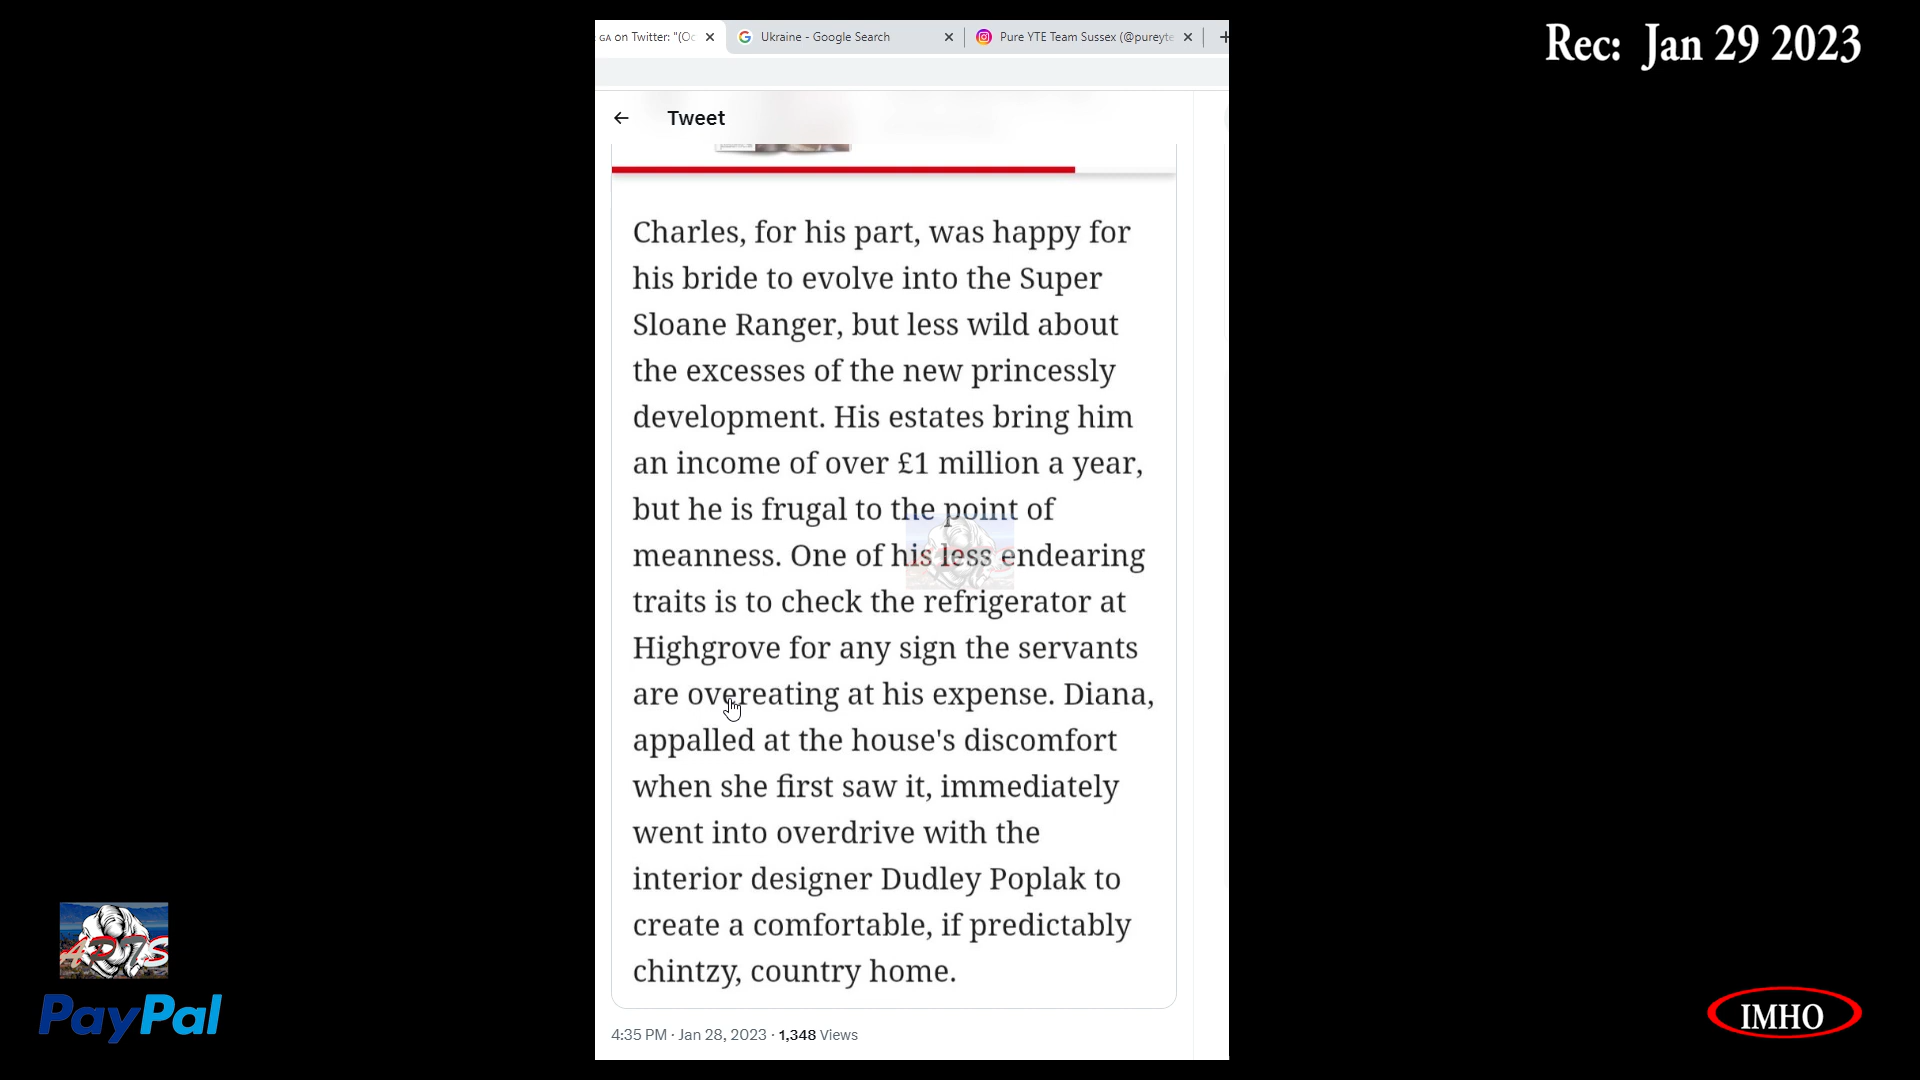 Rec: Jan 29 2023
GA on Twitter: "(Oc
Ukraine - Google Search
Pure YTE Team Sussex (@pureyte
Tweet
Charles, for his part, was happy for
his bride to evolve into the Super
Sloane Ranger, but less wild about
the excesses of the new princessly
development. His estates bring him
an income of over £1 million a year,
but he is frugal to the point of
meanness. One of his less endearing
traits is to check the refrigerator at
Highgrove for any sign the servants
are overeating at his expense. Diana,
appalled at the house's discomfort
when she first saw it, immediately
went into overdrive with the
interior designer Dudley Poplak to
create a comfortable, if predictably
chintzy, country home.
4:35 PM · Jan 28, 2023 · 1,348 Views
PayPal
IMHO